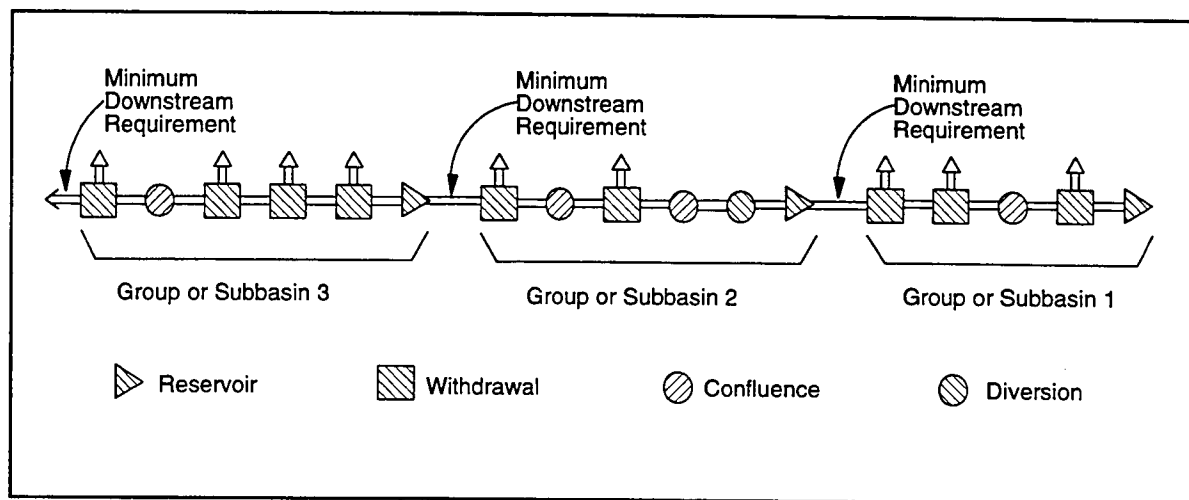 Minimum
Downstream
Requirement
Minimum
Downstream
Requirement
Minimum
Downstream
Requirement
Group or Subbasin 3
Group or Subbasin 2
Group or Subbasin 1
Reservoir
Withdrawal
Confluence
Diversion